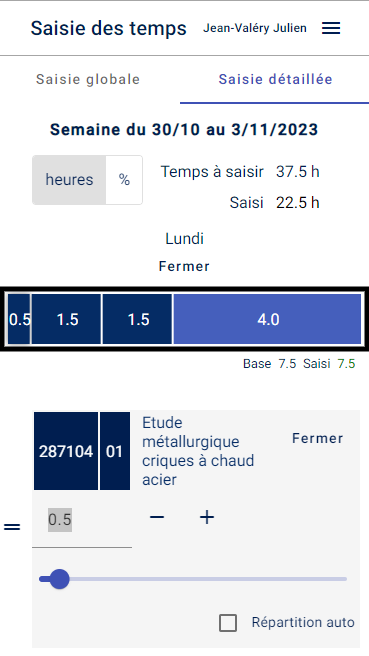 Saisie des temps Jean-Valéry Julien
Saisie globale Saisie détaillée
Semaine du 30/10 au 3/11/2023
heures % Temps à saisir 37.5 h
Saisi 22.5 h
Lundi
Fermer
0.5 1.5 1.5 4.0
Base 7.5 Saisi 7.5
287104 01 Etude
métallurgique
criques à chaud
acier
Fermer
0.5
Répartition auto